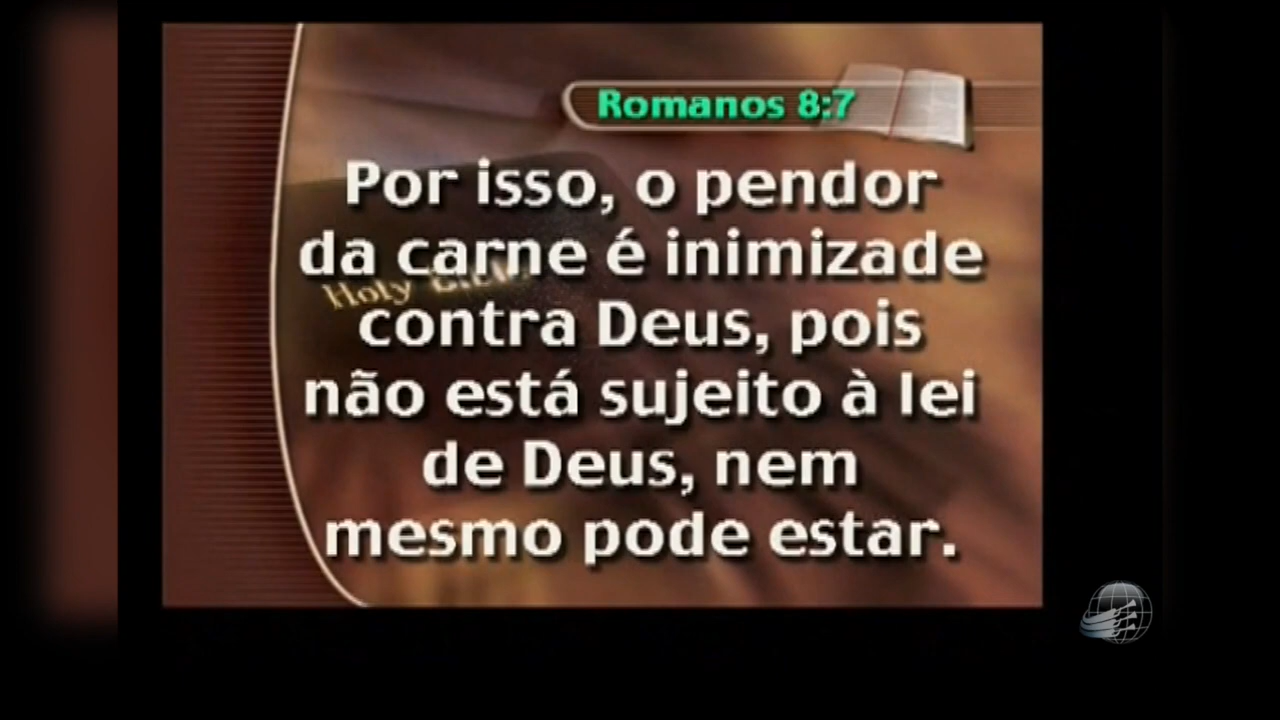 Romanos 8:7
Por isso, o pendor
da carne é inimizade
Holy
contra Deus, pois
não está sujeito à lei
de Deus, nem
mesmo pode estar.